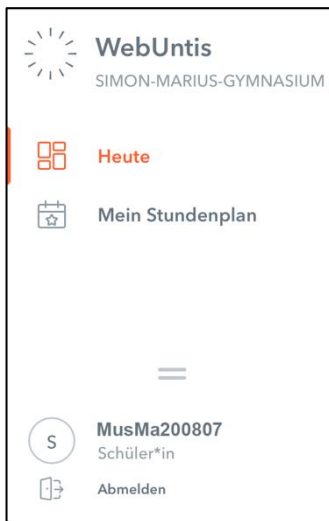 WebUntis
SIMON-MARIUS-GYMNASIUM
Heute
Mein Stundenplan
S
MusMa200807
Schüler*in
Abmelden